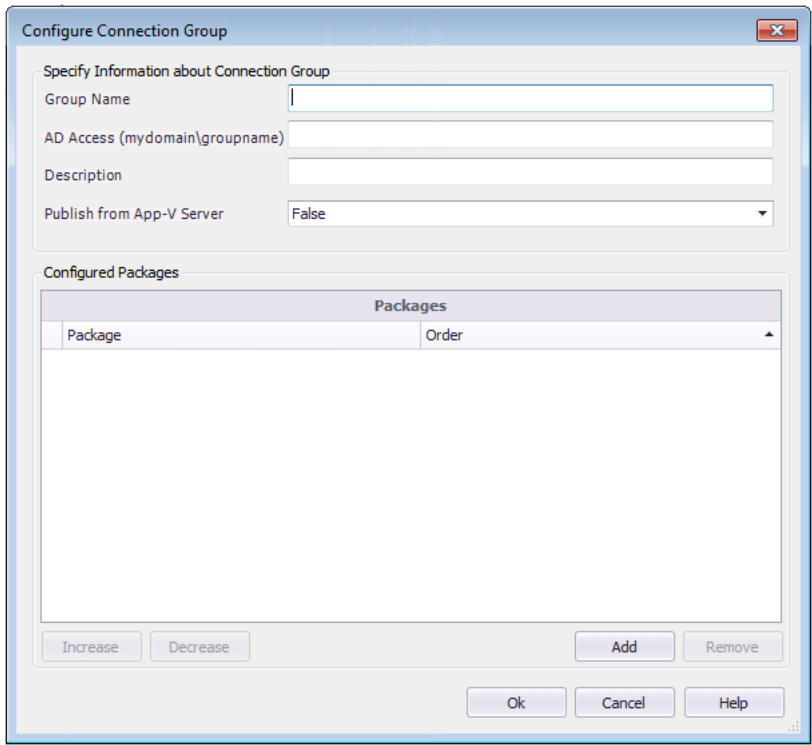 Configure Connection Group
Specify Information about Connection Group
Group Name
AD Access (mydomain\groupname)
Description
Publish from App-V Server False
Configured Packages
Packages
Package Order
Increase Decrease Add Remove
Ok Cancel Help